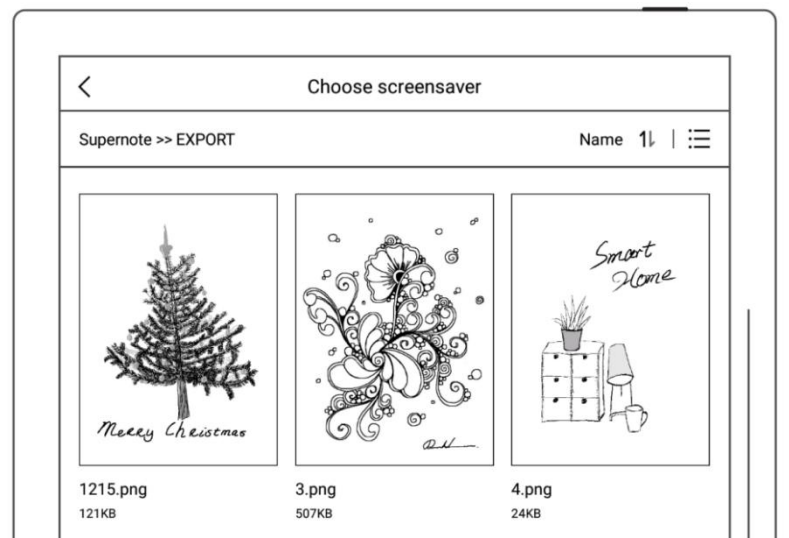 Choose screensaver
Supernote >> EXPORT
Name
Merry Christmas
Smart
Home
1215.png
3.png
4.png
121KB
507KB
24KB